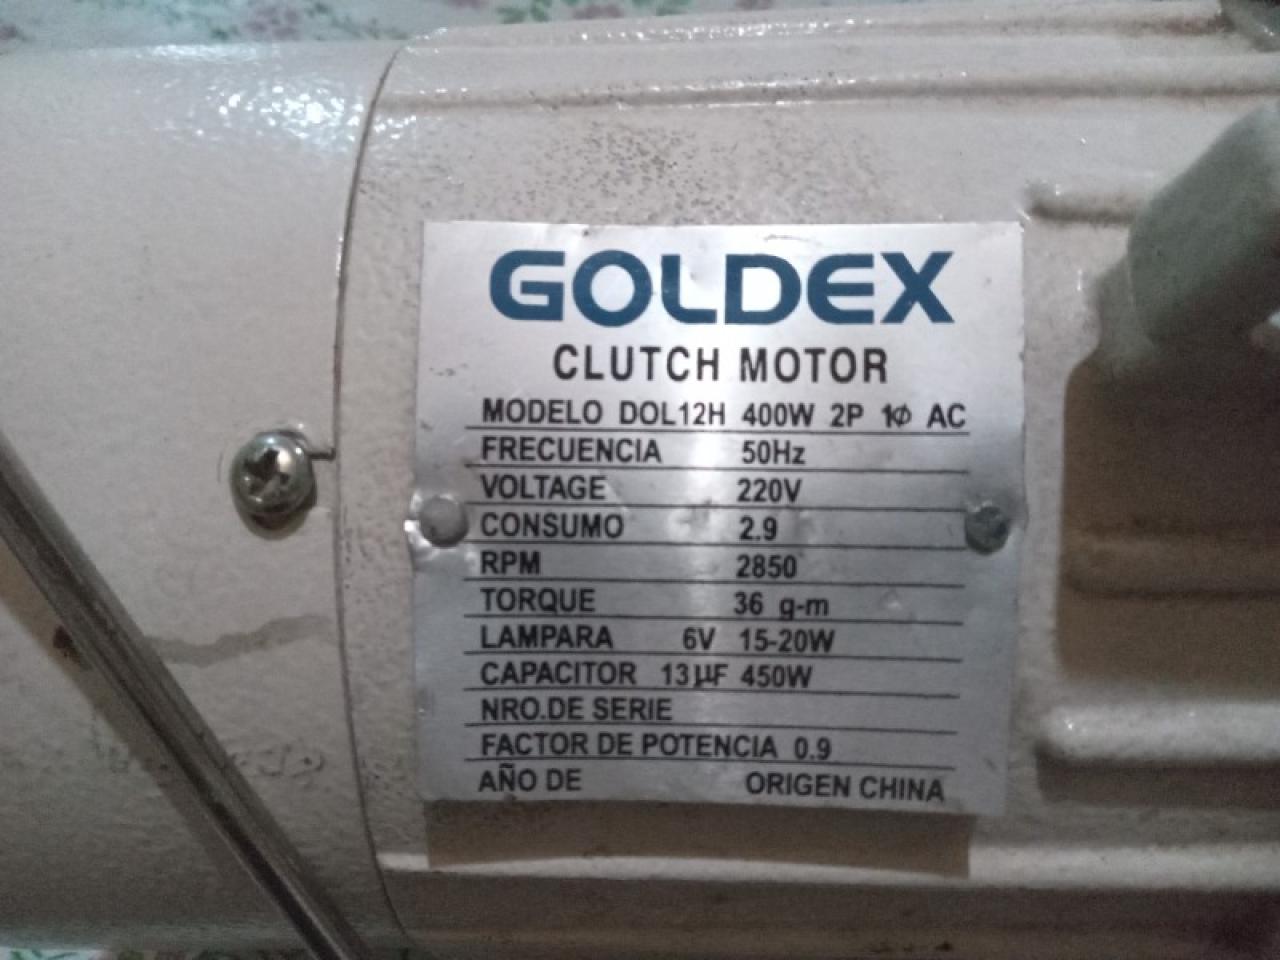 GOLDEX
CLUTCH MOTOR
MODELO DOL12H 400W 2P 1Φ AC
FRECUENCIA 50Hz
VOLTAGE 220V
CONSUMO 2.9
RPM 2850
TORQUE 36 g-m
LAMPARA 6V 15-20W
CAPACITOR 13µF 450W
NRO.DE SERIE
FACTOR DE POTENCIA 0.9
AÑO DE ORIGEN CHINA